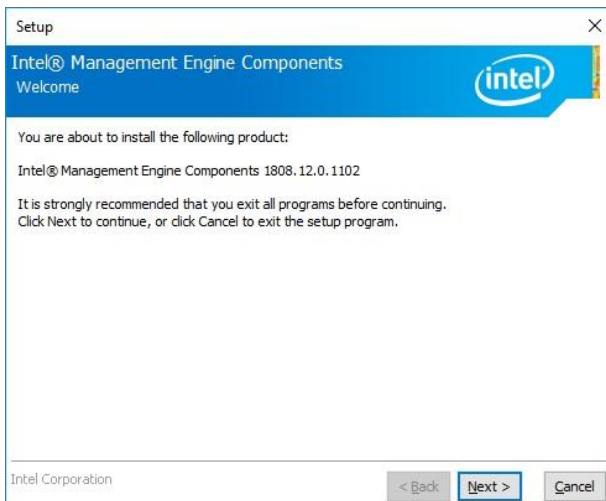 Setup
Intel® Management Engine Components
Welcome
intel
You are about to install the following product:
Intel® Management Engine Components 1808.12.0.1102
It is strongly recommended that you exit all programs before continuing.
Click Next to continue, or click Cancel to exit the setup program.
Intel Corporation
< Back Next > Cancel